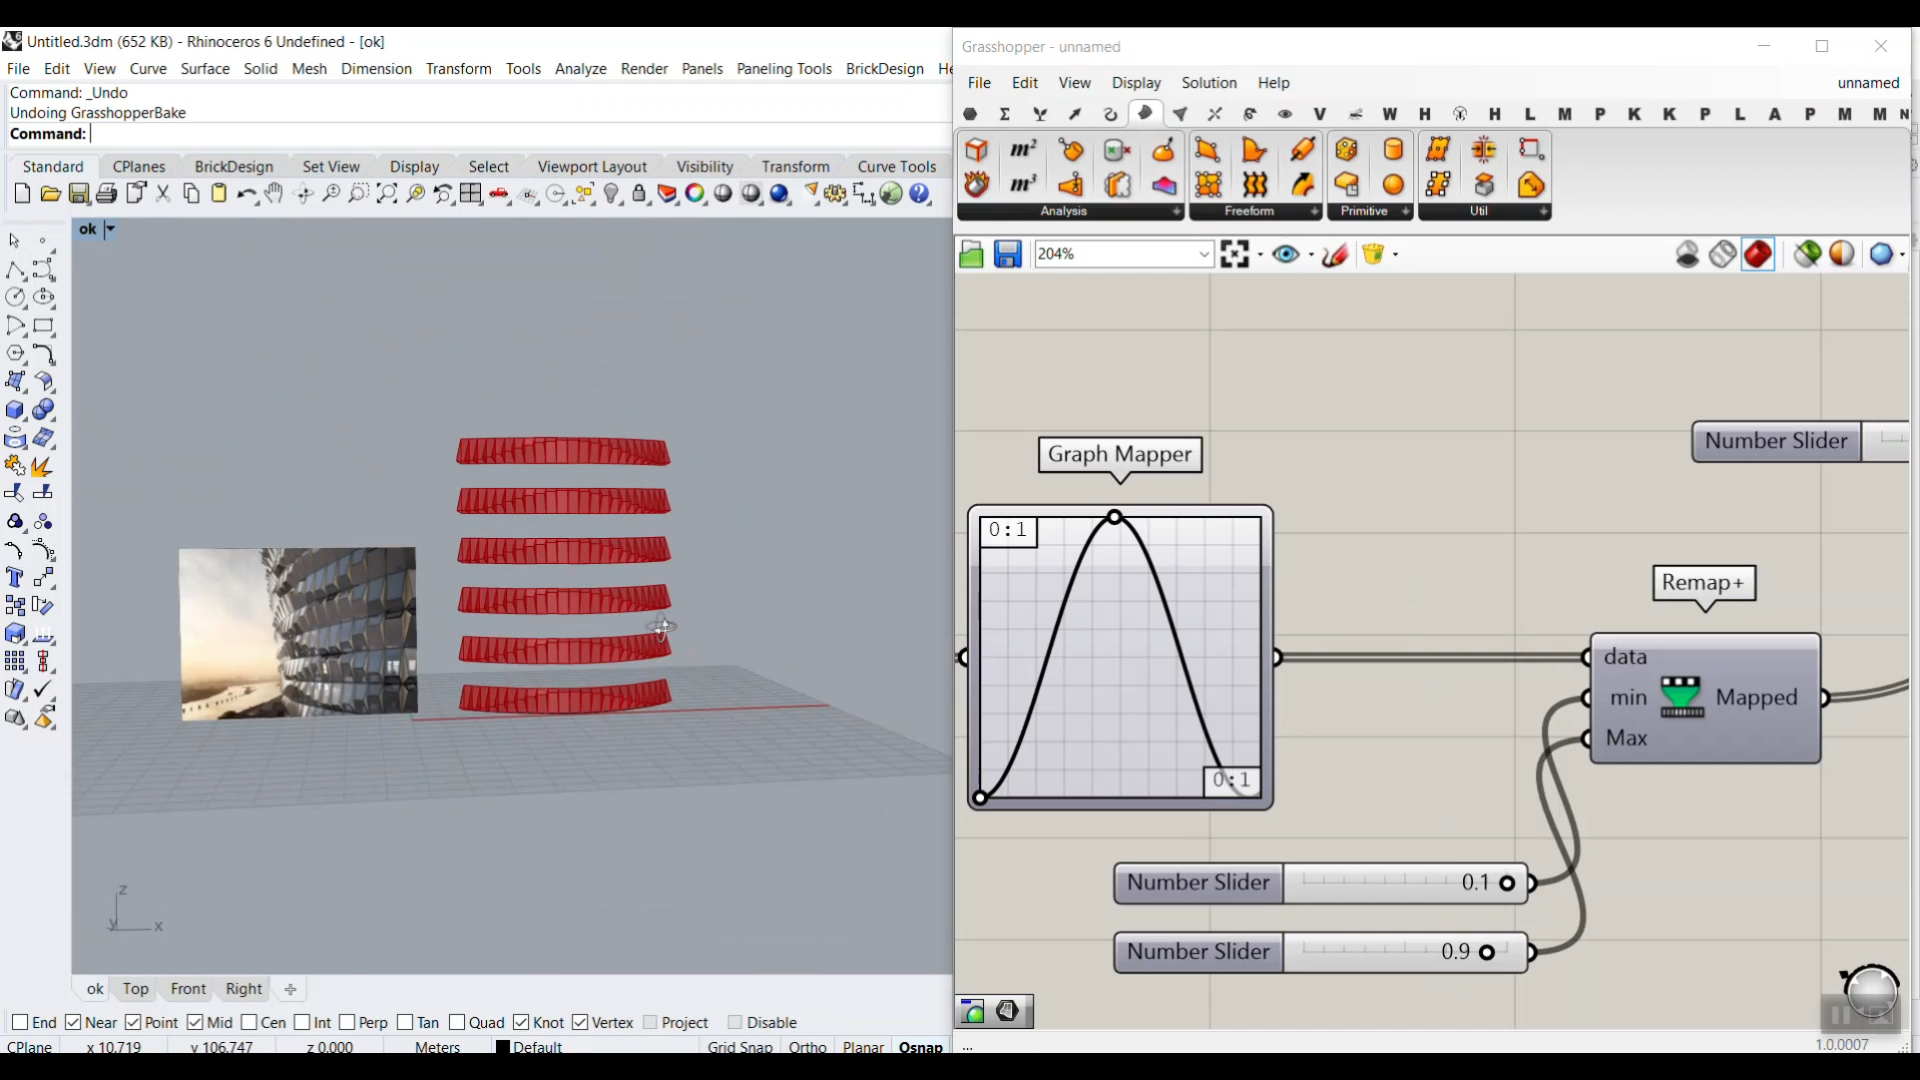 Untitled.3dm (652 KB) - Rhinoceros 6 Undefined - [ok]
File Edit View Curve Surface Solid Mesh Dimension Transform Tools Analyze Render Panels Paneling Tools BrickDesign He
Command: _Undo
Undoing GrasshopperBake
Command:
Standard CPlanes BrickDesign Set View Display Select Viewport Layout Visibility Transform Curve Tools
ok
z
y x
ok Top Front Right
End Near Point Mid Cen Int Perp Tan Quad Knot Vertex Project Disable
CPlane x 10.719 y 106.747 z 0.000 Meters Default Grid Snap Ortho Planar Osnap
Grasshopper - unnamed
File Edit View Display Solution Help unnamed
V W H H L M P K K P L A P M M N
m²
m³
Analysis Freeform Primitive Util
204%
Number Slider
Graph Mapper
0:1
0:1
Remap+
data
min Mapped
Max
Number Slider 0.1
Number Slider 0.9
... 1.0.0007